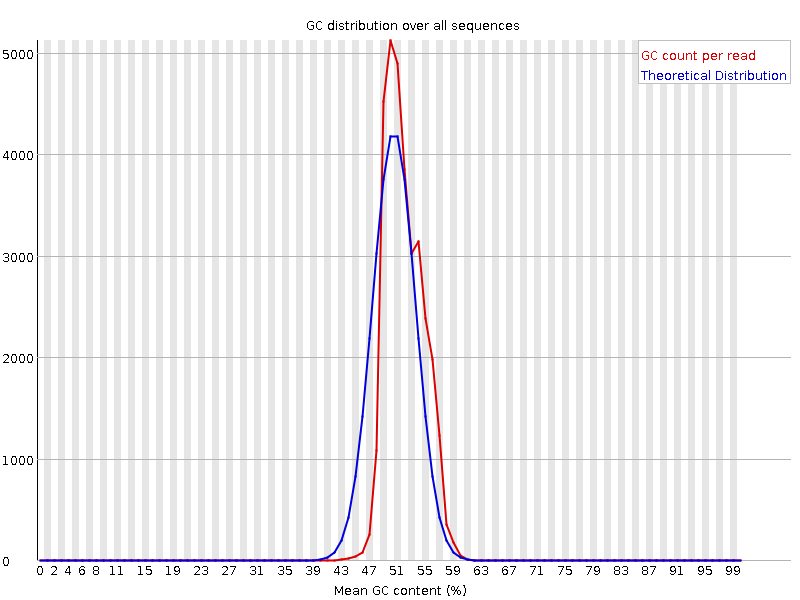 GC distribution over all sequences
GC count per read
Theoretical Distribution
5000
4000
3000
2000
1000
0
0 2 4 6 8 11 15 19 23 27 31 35 39 43 47 51 55 59 63 67 71 75 79 83 87 91 95 99
Mean GC content (%)